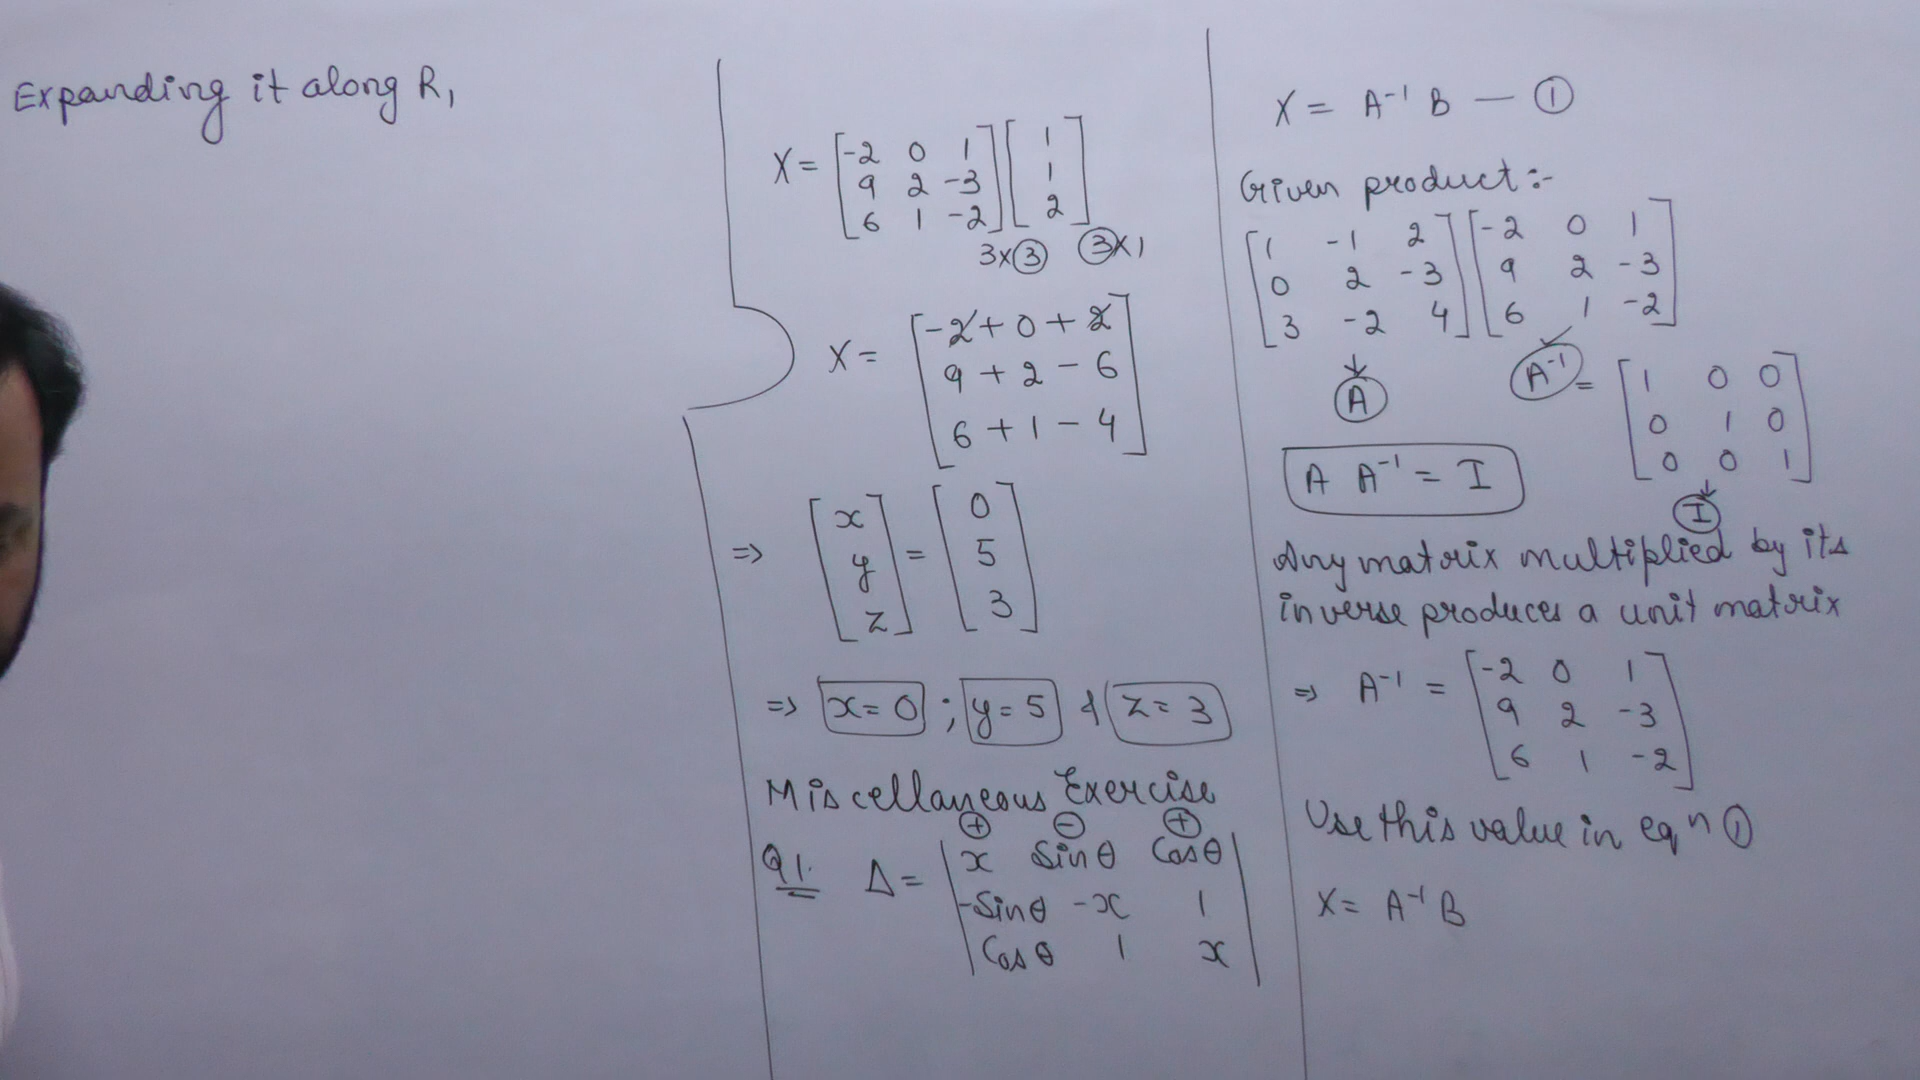 Expanding it along R₁
X = [-2 0 1
9 2 -3
6 1 -2] [1
1
2]
3×3 3×1
X = [-2 + 0 + 2
9 + 2 - 6
6 + 1 - 4]
⇒ [x
y
z] = [0
5
3]
⇒ x = 0 ; y = 5 & z = 3
Miscellaneous Exercise
+ - +
Q1. Δ = |x Sinθ Cosθ
-Sinθ -x 1
Cosθ 1 x|
X = A⁻¹ B — ①
Given product :-
[1 -1 2
0 2 -3
3 -2 4] [-2 0 1
9 2 -3
6 1 -2]
A A⁻¹
= [1 0 0
0 1 0
0 0 1]
A A⁻¹ = I
I
Any matrix multiplied by its
inverse produces a unit matrix
⇒ A⁻¹ = [-2 0 1
9 2 -3
6 1 -2]
Use this value in eqⁿ ①
X = A⁻¹ B